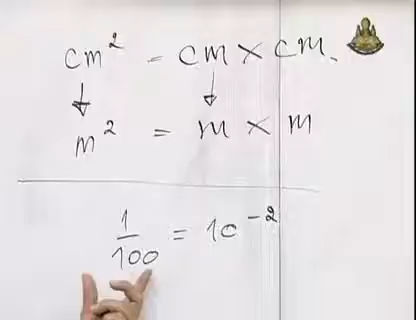 cm² = cm × cm.
↓ ↓
m² = m × m
1/100 = 10⁻²